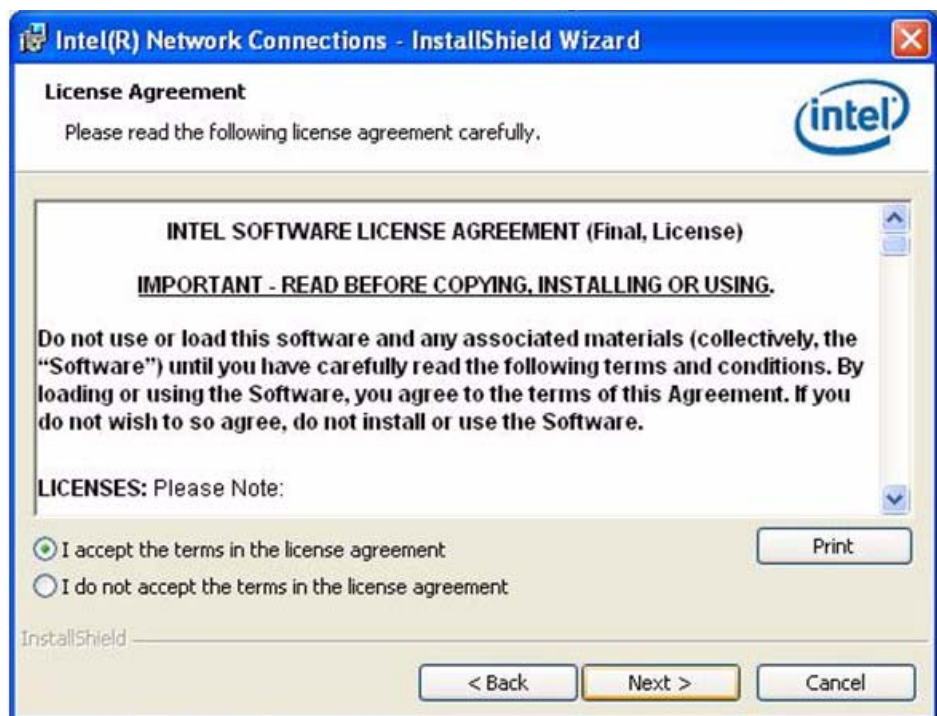 Intel(R) Network Connections - InstallShield Wizard
License Agreement
Please read the following license agreement carefully.
intel
INTEL SOFTWARE LICENSE AGREEMENT (Final, License)
IMPORTANT - READ BEFORE COPYING, INSTALLING OR USING.
Do not use or load this software and any associated materials (collectively, the
“Software”) until you have carefully read the following terms and conditions. By
loading or using the Software, you agree to the terms of this Agreement. If you
do not wish to so agree, do not install or use the Software.
LICENSES: Please Note:
I accept the terms in the license agreement
Print
I do not accept the terms in the license agreement
InstallShield
< Back
Next >
Cancel